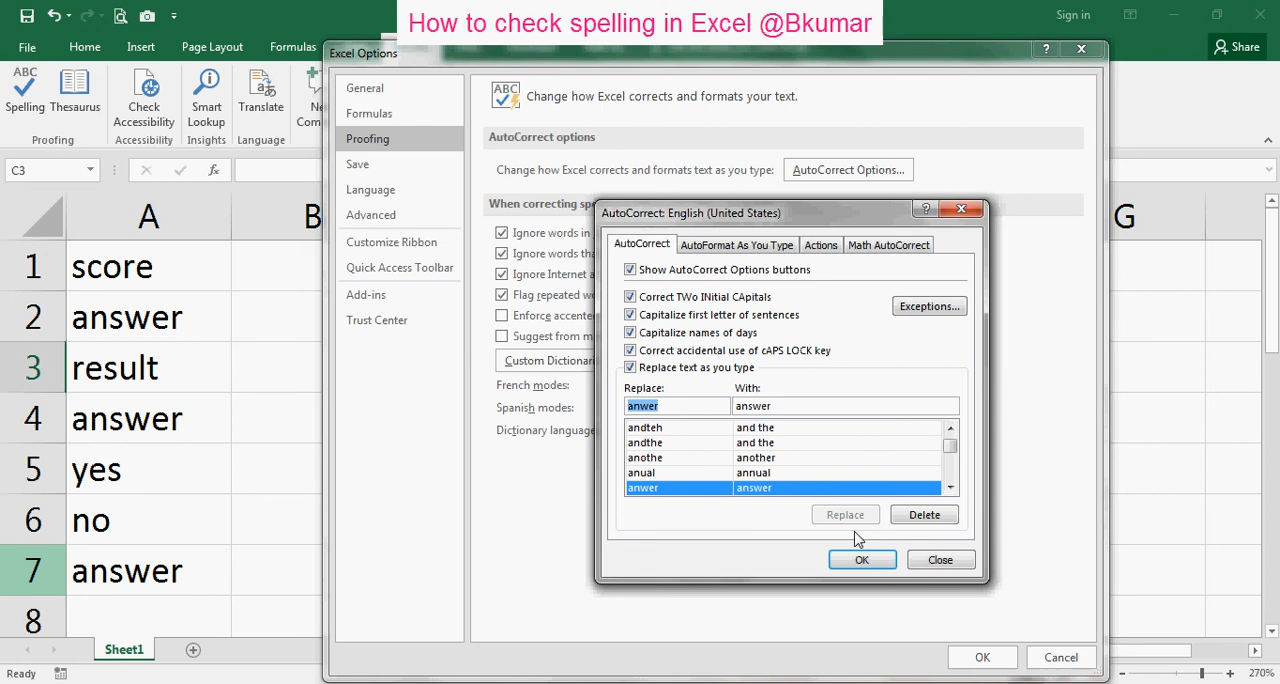 How to check spelling in Excel @Bkumar
Sign in
File Home Insert Page Layout Formulas
Share
Excel Options
ABC
Spelling Thesaurus Check Accessibility Smart Lookup Translate
Proofing Accessibility Insights Language
C3
fx
A B G
1 score
2 answer
3 result
4 answer
5 yes
6 no
7 answer
8
General
Formulas
Proofing
Save
Language
Advanced
Customize Ribbon
Quick Access Toolbar
Add-ins
Trust Center
ABC
Change how Excel corrects and formats your text.
AutoCorrect options
Change how Excel corrects and formats text as you type: AutoCorrect Options...
When correcting
Ignore words in
Ignore words
Ignore Internet
Flag repeated
Enforce
Suggest from
Custom
French modes:
Spanish modes:
Dictionary language
AutoCorrect: English (United States)
AutoCorrect AutoFormat As You Type Actions Math AutoCorrect
Show AutoCorrect Options buttons
Correct TWo INitial CApitals
Exceptions...
Capitalize first letter of sentences
Capitalize names of days
Correct accidental use of cAPS LOCK key
Replace text as you type
Replace: With:
anwer answer
andteh and the
andthe and the
anothe another
anual annual
anwer answer
Replace Delete
OK Close
OK Cancel
Sheet1
Ready
270%